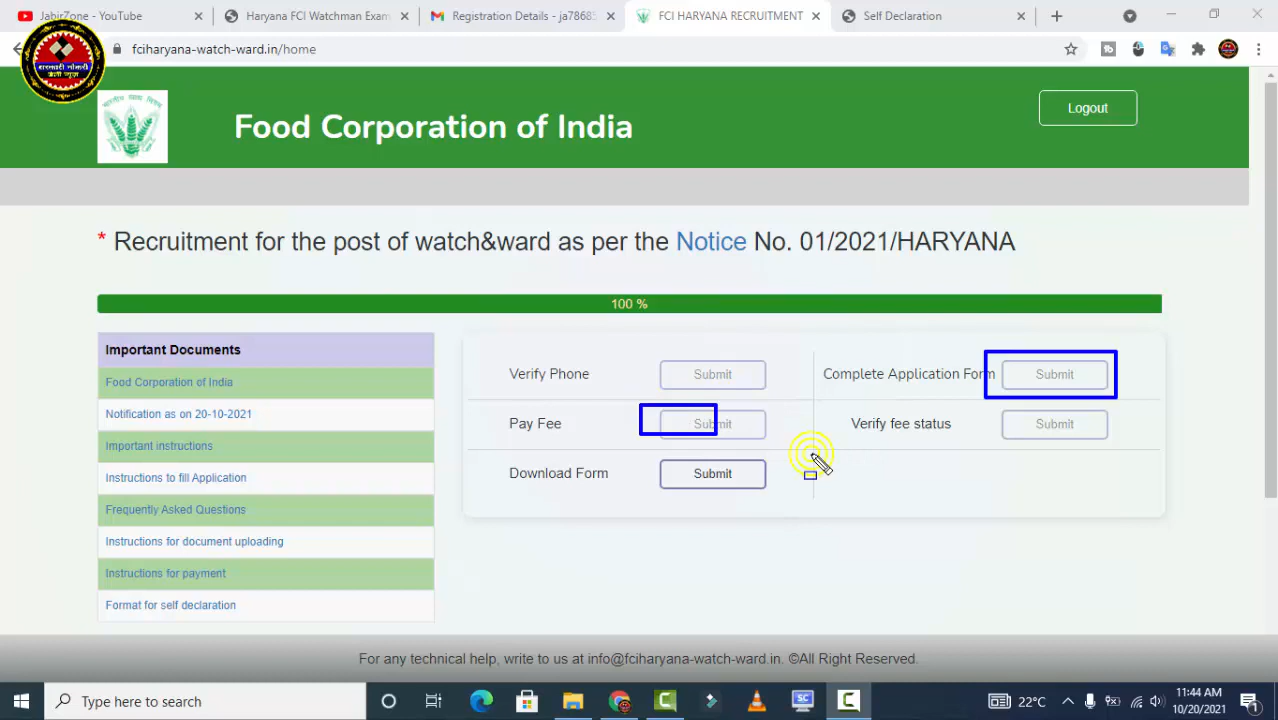 JabirZone - YouTube
Haryana FCI Watchman Exam
Registration Details - ja7868
FCI HARYANA RECRUITMENT
Self Declaration
fciharyana-watch-ward.in/home
सरकारी नौकरी
डेली न्यूज़
Food Corporation of India
Logout
* Recruitment for the post of watch&ward as per the Notice No. 01/2021/HARYANA
100 %
Important Documents
Food Corporation of India
Notification as on 20-10-2021
Important instructions
Instructions to fill Application
Frequently Asked Questions
Instructions for document uploading
Instructions for payment
Format for self declaration
Verify Phone Submit Complete Application Form Submit
Pay Fee Submit Verify fee status Submit
Download Form Submit
For any technical help, write to us at info@fciharyana-watch-ward.in. ©All Right Reserved.
Type here to search
22°C
11:44 AM
10/20/2021